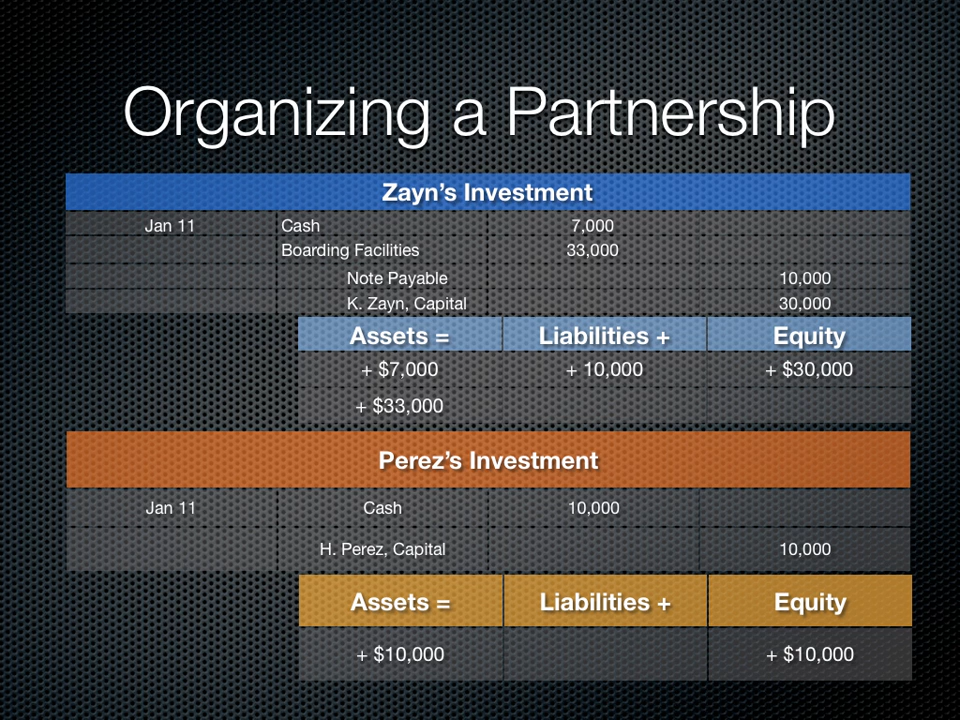 Organizing a Partnership
Zayn’s Investment
Jan 11 Cash 7,000
Boarding Facilities 33,000
Note Payable 10,000
K. Zayn, Capital 30,000
Assets = Liabilities + Equity
+ $7,000 + 10,000 + $30,000
+ $33,000
Perez’s Investment
Jan 11 Cash 10,000
H. Perez, Capital 10,000
Assets = Liabilities + Equity
+ $10,000 + $10,000